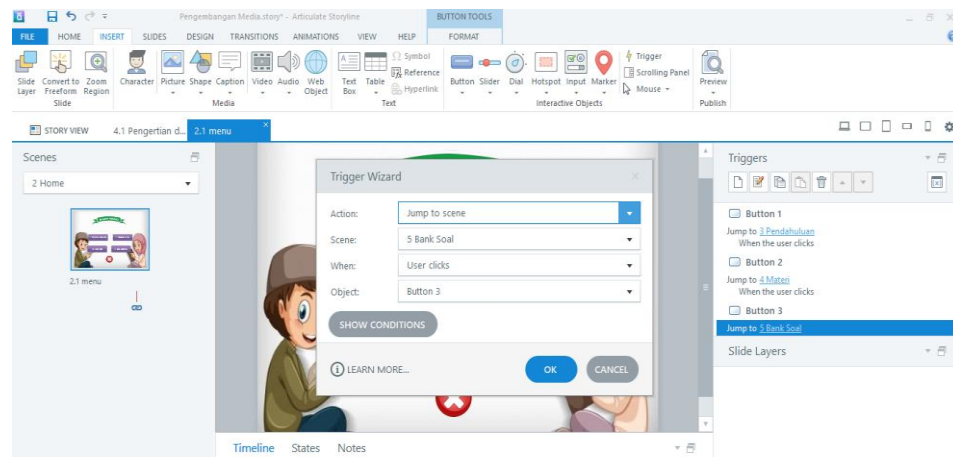 Pengembangan Media.story* - Articulate Storyline
BUTTON TOOLS
FILE HOME INSERT SLIDES DESIGN TRANSITIONS ANIMATIONS VIEW HELP FORMAT
Slide Layer
Convert to Freeform
Zoom Region
Slide
Character
Picture
Shape
Caption
Video
Audio
Web Object
Media
Text Box
Table
Symbol
Reference
Hyperlink
Text
Button
Slider
Dial
Hotspot
Input
Marker
Trigger
Scrolling Panel
Mouse
Interactive Objects
Preview
Publish
STORY VIEW
4.1 Pengertian d...
2.1 menu
Scenes
2 Home
2.1 menu
Trigger Wizard
Action: Jump to scene
Scene: 5 Bank Soal
When: User clicks
Object: Button 3
SHOW CONDITIONS
LEARN MORE...
OK
CANCEL
Timeline States Notes
Triggers
Button 1
Jump to 3 Pendahuluan
When the user clicks
Button 2
Jump to 4 Materi
When the user clicks
Button 3
Jump to 5 Bank Soal
Slide Layers